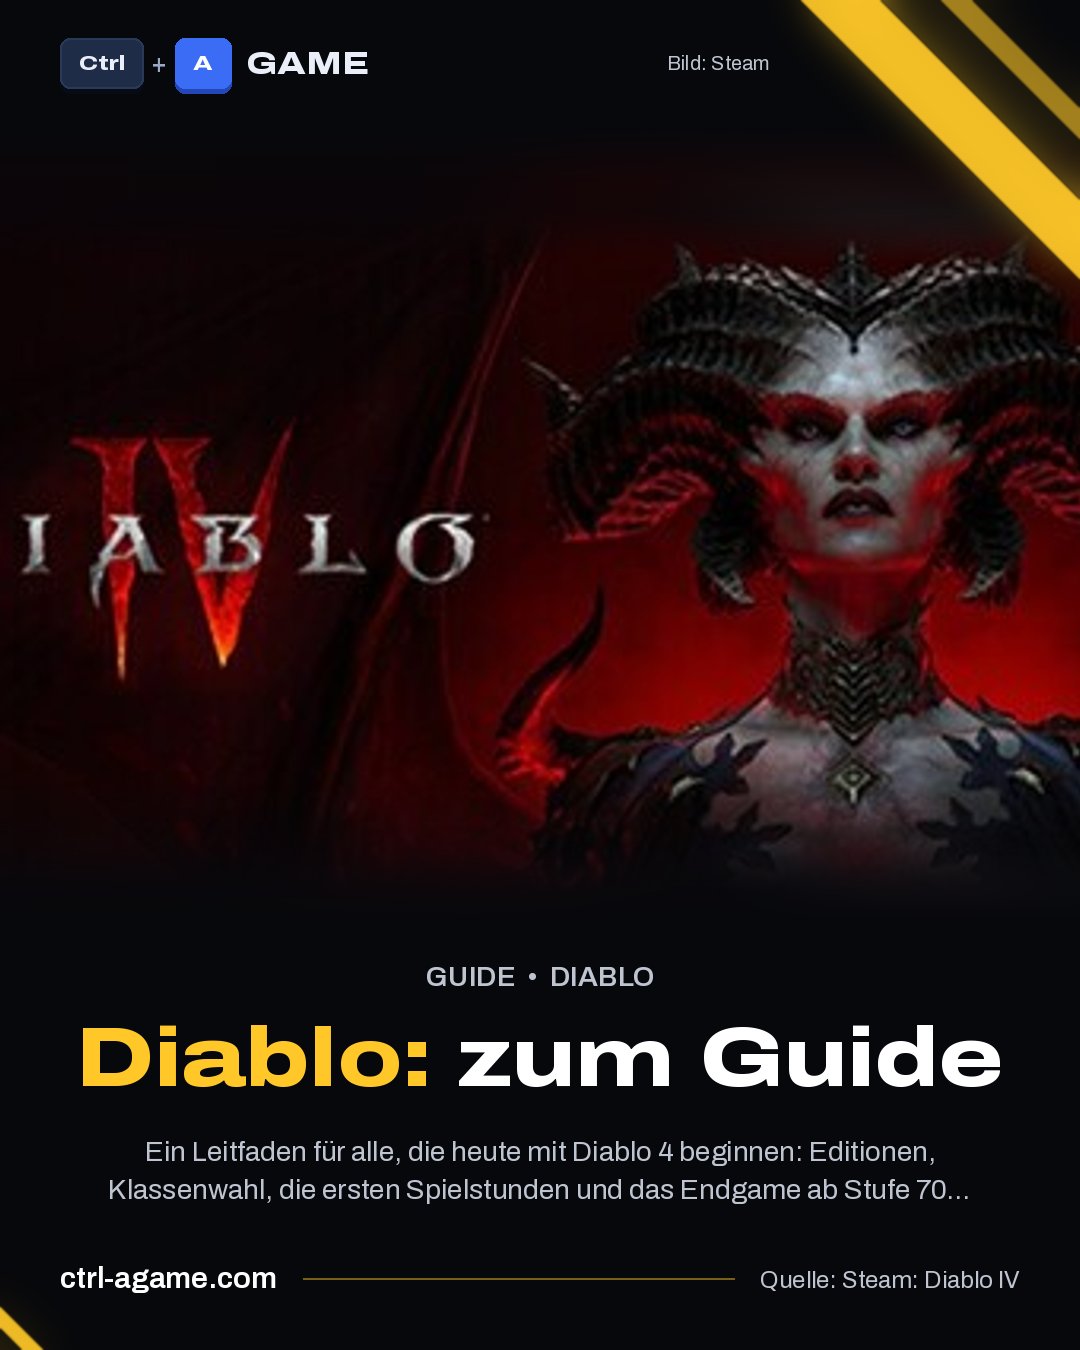 Ctrl + A GAME
Bild: Steam
IV
IABLO
GUIDE • DIABLO
Diablo: zum Guide
Ein Leitfaden für alle, die heute mit Diablo 4 beginnen: Editionen,
Klassenwahl, die ersten Spielstunden und das Endgame ab Stufe 70...
ctrl-agame.com
Quelle: Steam: Diablo IV